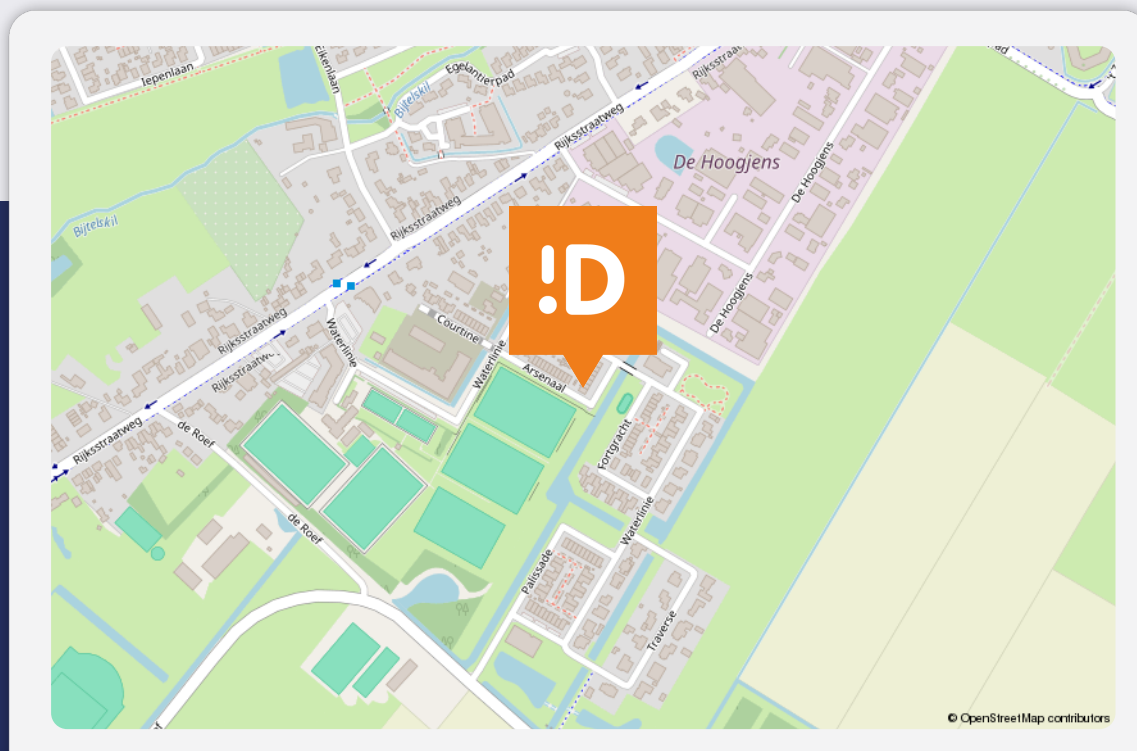 Iepenlaan
Eikenlaan
Egelantierpad
Bijtelskil
Rijksstraatweg
De Hoogjens
De Hoogjens
Rijksstraatweg
Bijtelskil
!D
De Hoogjens
Rijksstraatweg
Rijksstraatweg
Waterlinie
Courtine
Waterlinie
Arsenaal
Rijksstraatweg
de Roef
Fortgracht
de Roef
Waterlinie
Palissade
Traverse
© OpenStreetMap contributors